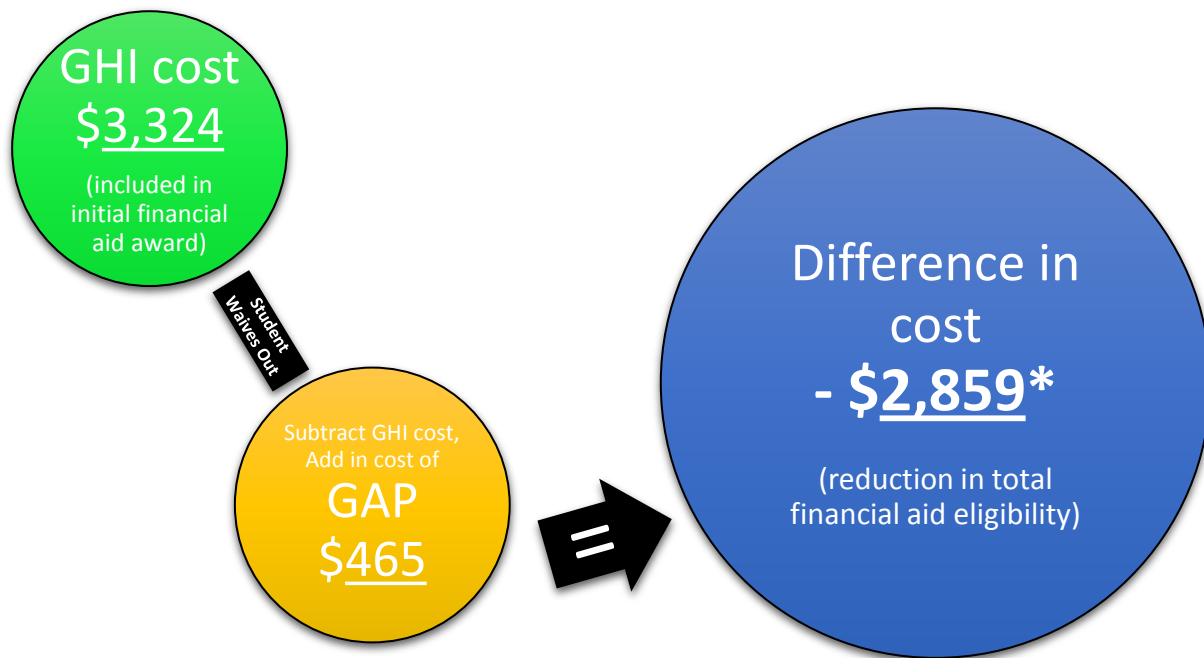 GHI cost
$3,324
(included in
initial financial
aid award)
Student
Waives Out
Subtract GHI cost,
Add in cost of
GAP
$465
=
Difference in
cost
- $2,859*
(reduction in total
financial aid eligibility)